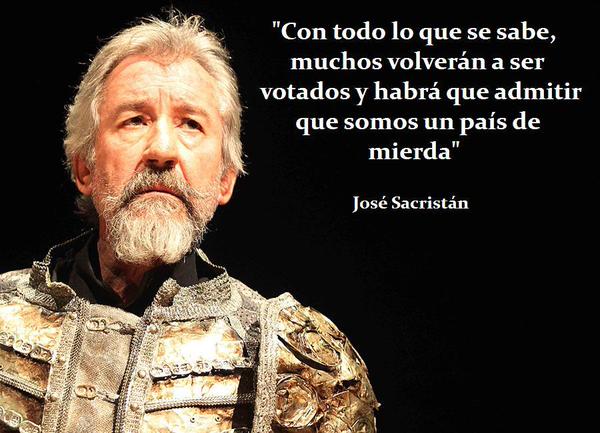 "Con todo lo que se sabe,
muchos volverán a ser
votados y habrá que admitir
que somos un país de
mierda"
José Sacristán